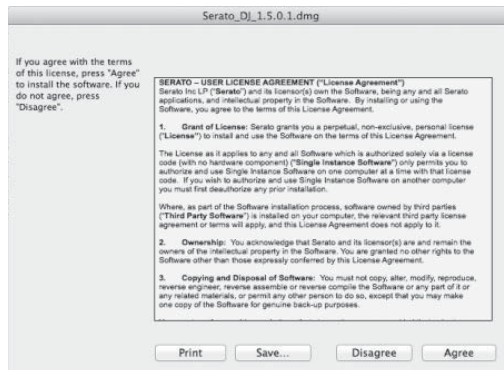 Serato_DJ_1.5.0.1.dmg
If you agree with the terms
of this license, press "Agree"
to install the software. If you
do not agree, press
"Disagree".
SERATO – USER LICENSE AGREEMENT ("License Agreement")
Serato Inc LP ("Serato") and its licensor(s) own the Software, being any and all Serato
applications, and intellectual property in the Software. By installing or using the
Software, you agree to the terms of this License Agreement.
1. Grant of License: Serato grants you a perpetual, non-exclusive, personal license
("License") to install and use the Software on the terms of this License Agreement.
The License as it applies to any and all Software which is authorized solely via a license
code (with no hardware component) ("Single Instance Software") only permits you to
authorize and use Single Instance Software on one computer at a time with that license
code. If you wish to authorize and use Single Instance Software on another computer
you must first deauthorize any prior installation.
Where, as part of the Software installation process, software owned by third parties
("Third Party Software") is installed on your computer, the relevant third party license
agreement or terms will apply, and this License Agreement does not apply to it.
2. Ownership: You acknowledge that Serato and its licensor(s) are and remain the
owners of the intellectual property in the Software. You are granted no other rights to the
Software other than those expressly conferred by this License Agreement.
3. Copying and Disposal of Software: You must not copy, alter, modify, reproduce,
reverse engineer, reverse assemble or reverse compile the Software or any part of it or
any related materials, or permit any other person to do so, except that you may make
one copy of the Software for genuine back-up purposes.
Print
Save...
Disagree
Agree